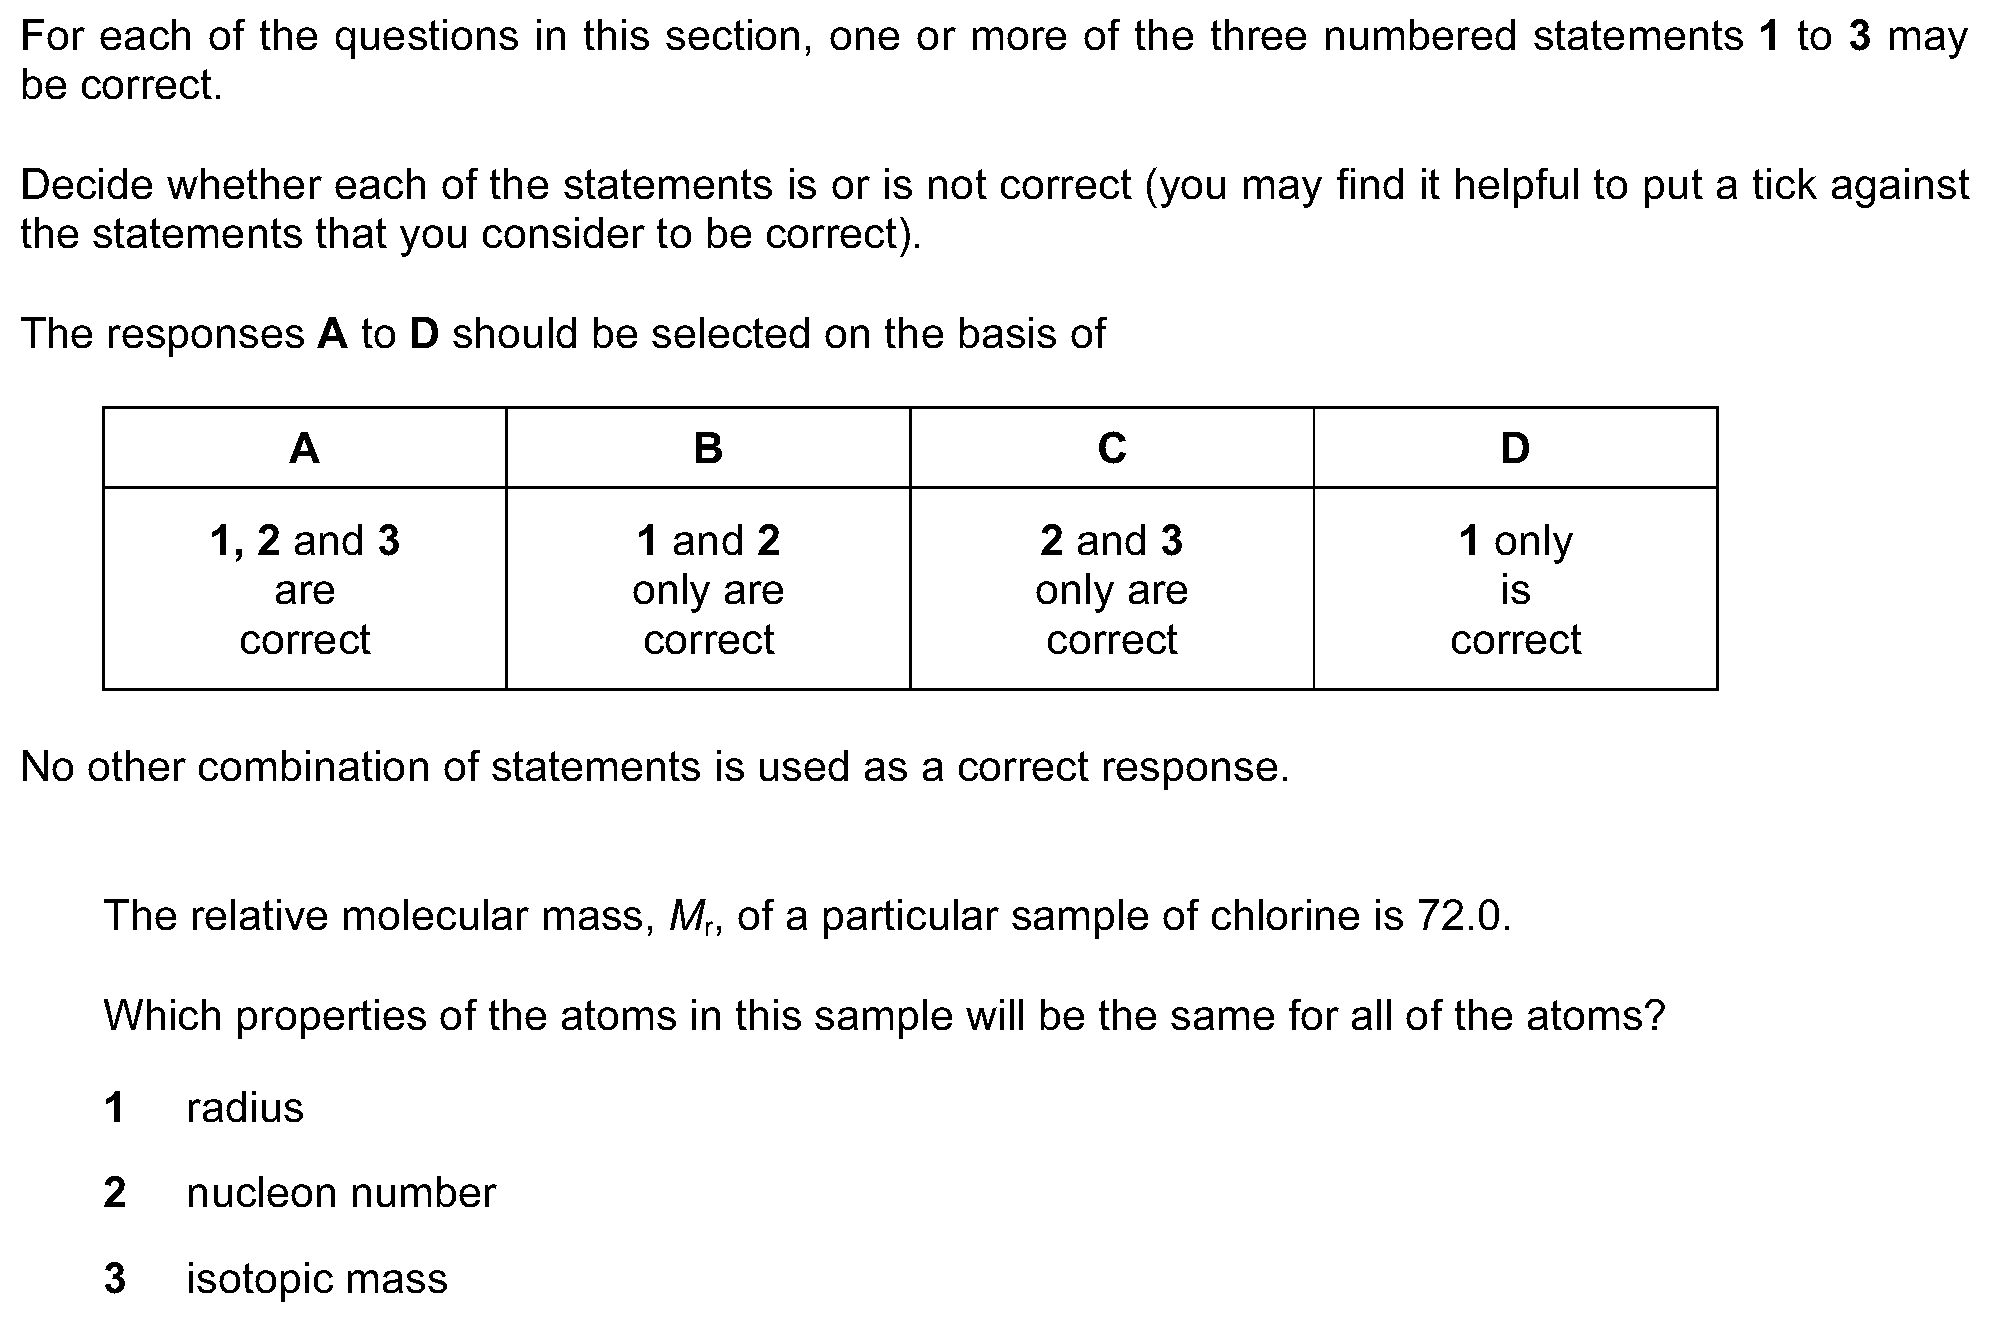 For each of the questions in this section, one or more of the three numbered statements 1 to 3 may
be correct.
Decide whether each of the statements is or is not correct (you may find it helpful to put a tick against
the statements that you consider to be correct).
The responses A to D should be selected on the basis of
A B C D
1, 2 and 3 1 and 2 2 and 3 1 only
are only are only are is
correct correct correct correct
No other combination of statements is used as a correct response.
The relative molecular mass, Mr, of a particular sample of chlorine is 72.0.
Which properties of the atoms in this sample will be the same for all of the atoms?
1 radius
2 nucleon number
3 isotopic mass